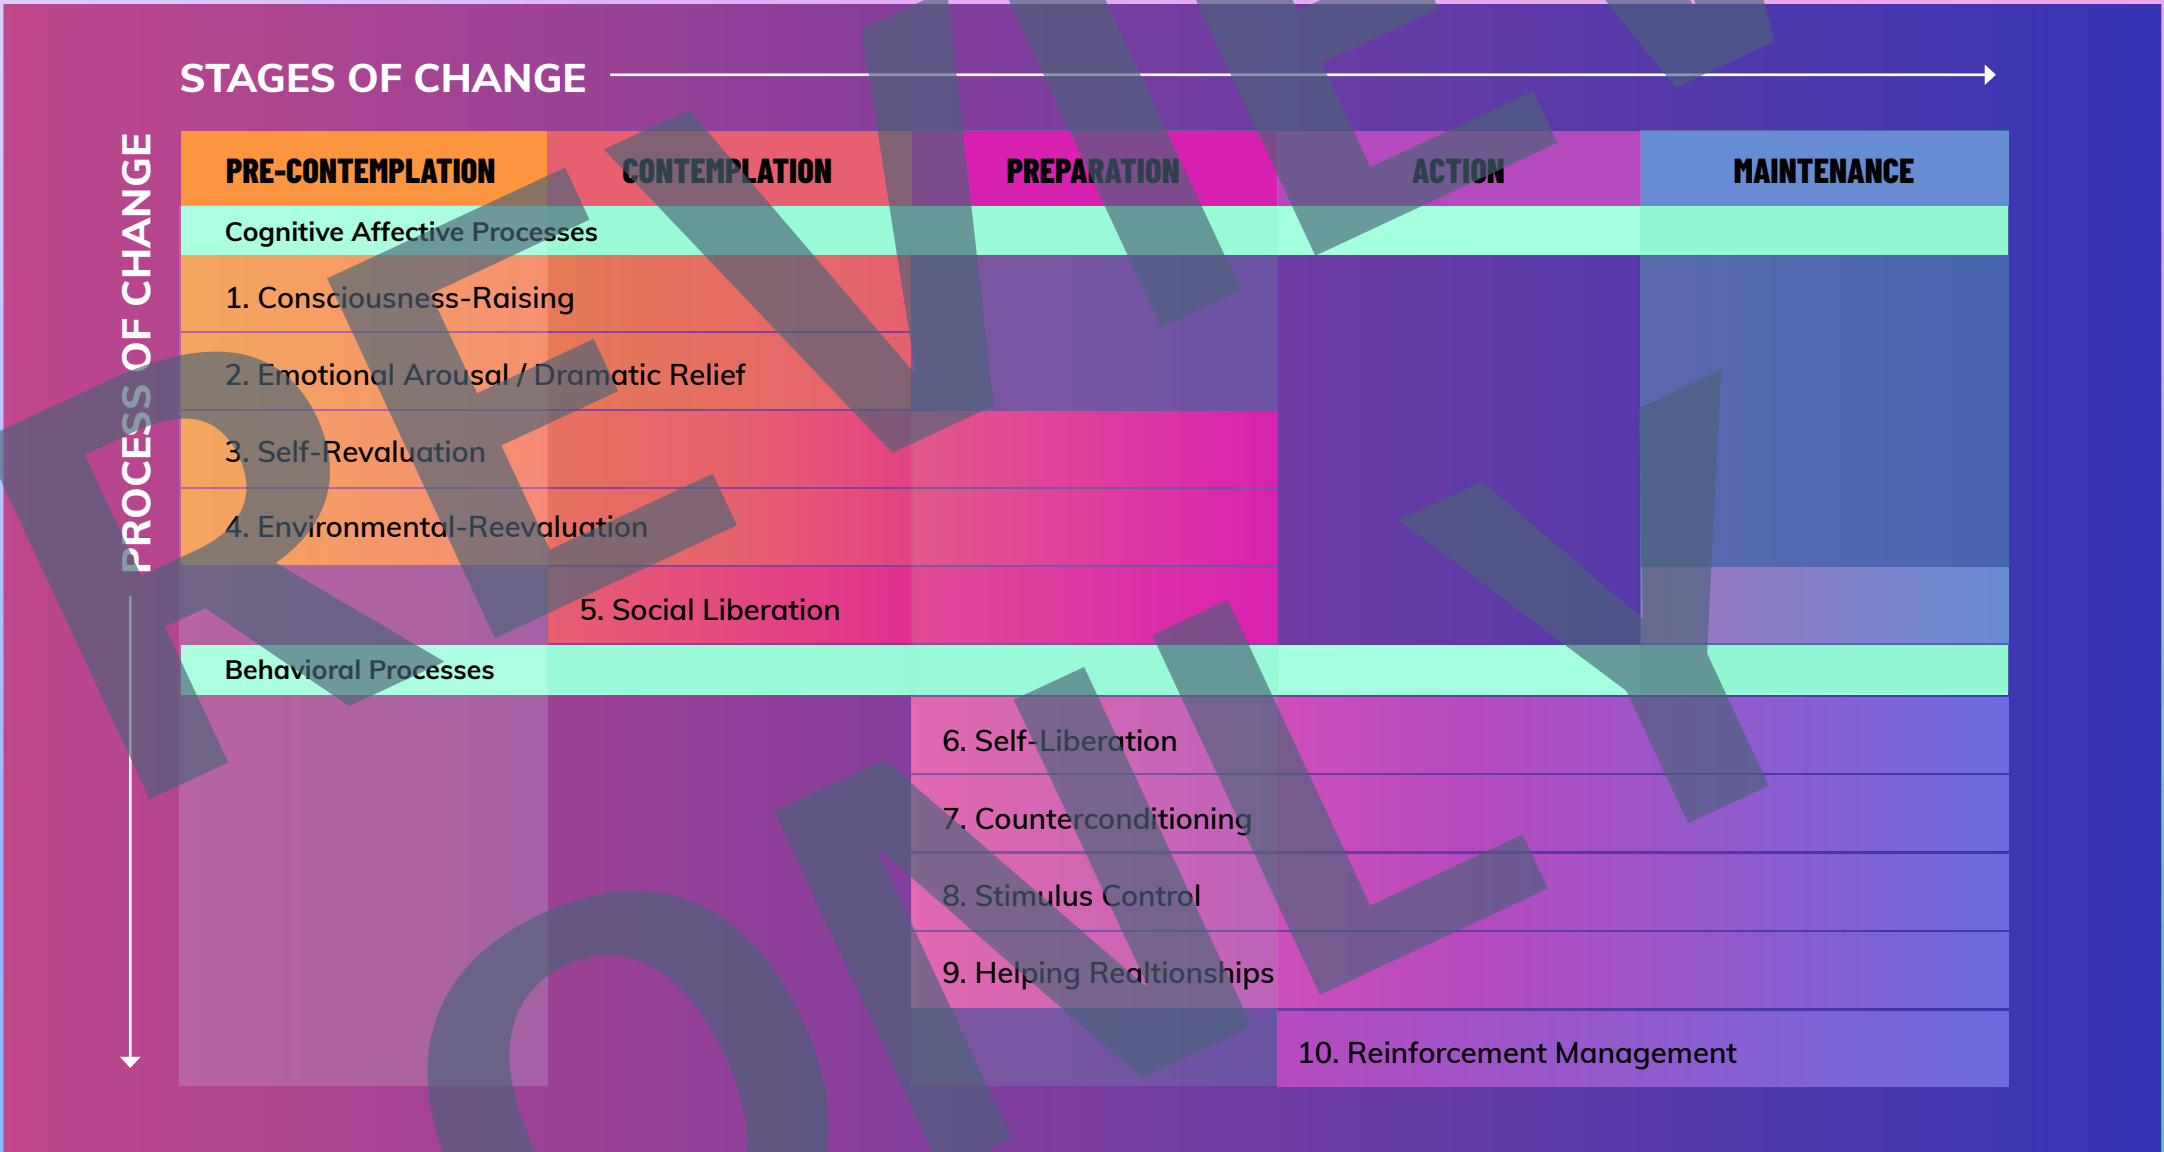 STAGES OF CHANGE
PROCESS OF CHANGE
PRE-CONTEMPLATION
CONTEMPLATION
PREPARATION
ACTION
MAINTENANCE
Cognitive Affective Processes
1. Consciousness-Raising
2. Emotional Arousal / Dramatic Relief
3. Self-Revaluation
4. Environmental-Reevaluation
5. Social Liberation
Behavioral Processes
6. Self-Liberation
7. Counterconditioning
8. Stimulus Control
9. Helping Realtionships
10. Reinforcement Management
REVIEW
ONLY